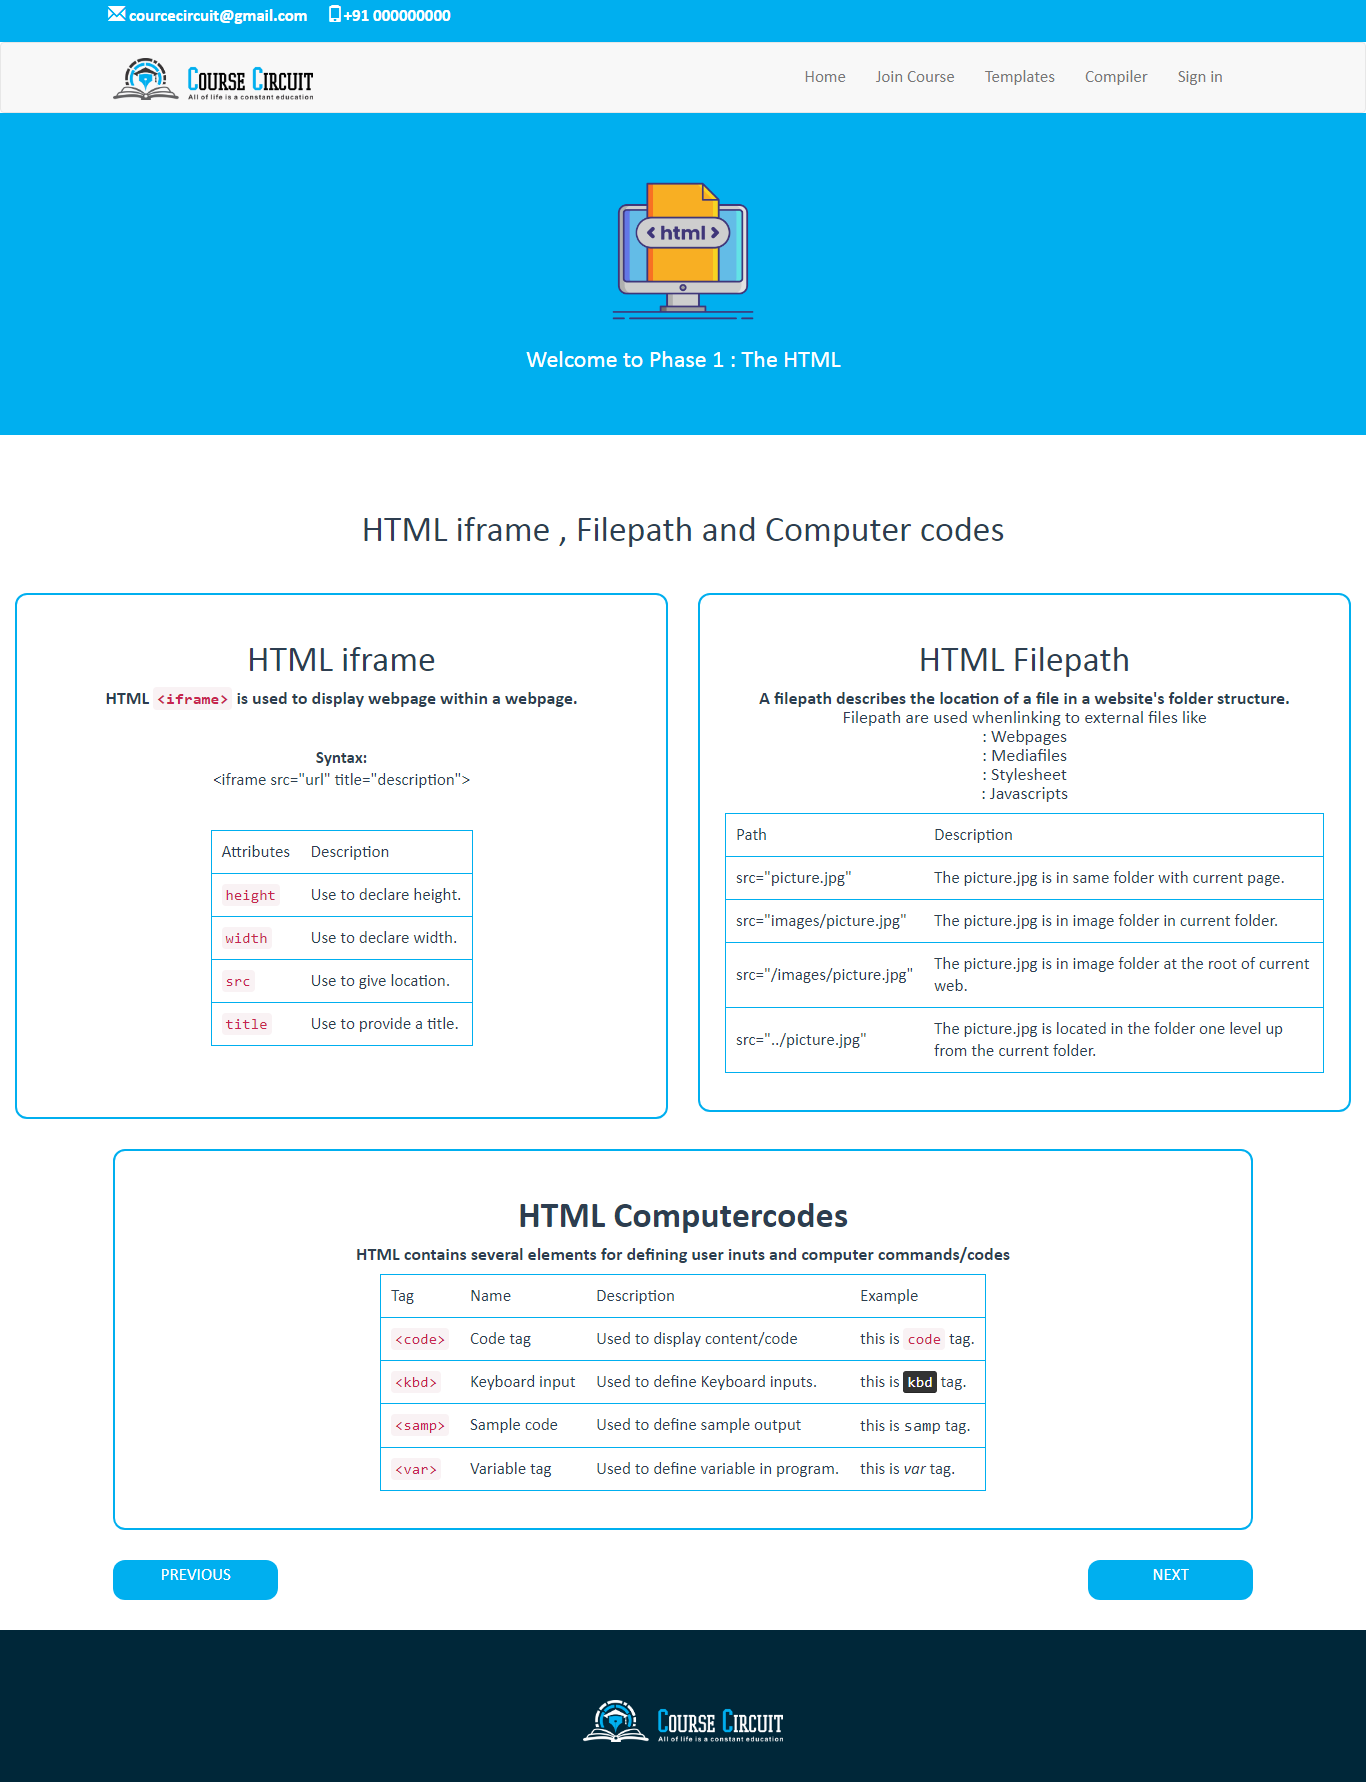 courcecircuit@gmail.com +91 000000000
COURSE CIRCUIT
All of life is a constant education
Home Join Course Templates Compiler Sign in
< html >
Welcome to Phase 1 : The HTML
HTML iframe , Filepath and Computer codes
HTML iframe
HTML <iframe> is used to display webpage within a webpage.
Syntax:
<iframe src="url" title="description">
Attributes Description
height Use to declare height.
width Use to declare width.
src Use to give location.
title Use to provide a title.
HTML Filepath
A filepath describes the location of a file in a website's folder structure.
Filepath are used whenlinking to external files like
: Webpages
: Mediafiles
: Stylesheet
: Javascripts
Path Description
src="picture.jpg" The picture.jpg is in same folder with current page.
src="images/picture.jpg" The picture.jpg is in image folder in current folder.
src="/images/picture.jpg" The picture.jpg is in image folder at the root of current
web.
src="../picture.jpg" The picture.jpg is located in the folder one level up
from the current folder.
HTML Computercodes
HTML contains several elements for defining user inuts and computer commands/codes
Tag Name Description Example
<code> Code tag Used to display content/code this is code tag.
<kbd> Keyboard input Used to define Keyboard inputs. this is kbd tag.
<samp> Sample code Used to define sample output this is samp tag.
<var> Variable tag Used to define variable in program. this is var tag.
PREVIOUS NEXT
COURSE CIRCUIT
All of life is a constant education